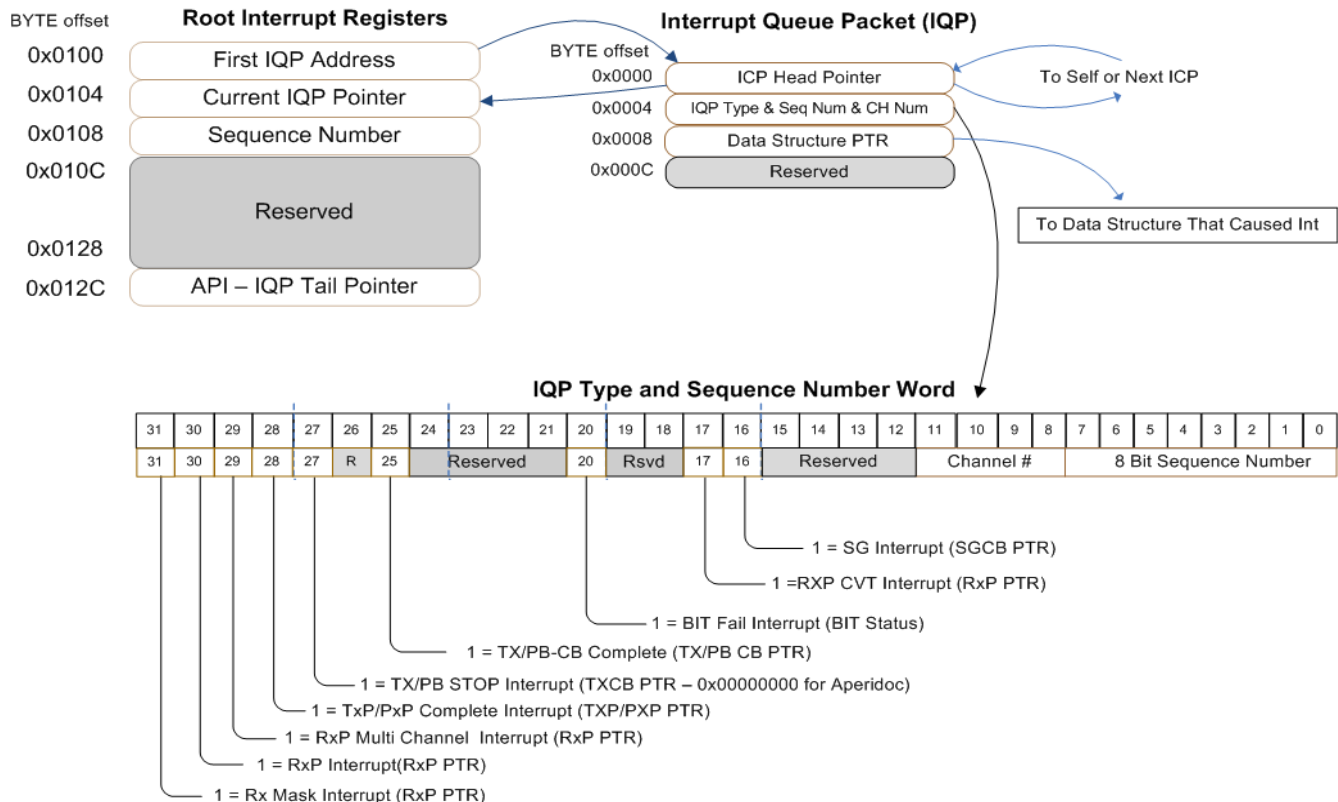 BYTE offset
Root Interrupt Registers
0x0100 First IQP Address
0x0104 Current IQP Pointer
0x0108 Sequence Number
0x010C
Reserved
0x0128
0x012C API – IQP Tail Pointer
Interrupt Queue Packet (IQP)
BYTE offset
0x0000 ICP Head Pointer
0x0004 IQP Type & Seq Num & CH Num
0x0008 Data Structure PTR
0x000C Reserved
To Self or Next ICP
To Data Structure That Caused Int
IQP Type and Sequence Number Word
31 30 29 28 27 26 25 24 23 22 21 20 19 18 17 16 15 14 13 12 11 10 9 8 7 6 5 4 3 2 1 0
31 30 29 28 27 R 25 Reserved 20 Rsvd 17 16 Reserved Channel # 8 Bit Sequence Number
1 = SG Interrupt (SGCB PTR)
1 =RXP CVT Interrupt (RxP PTR)
1 = BIT Fail Interrupt (BIT Status)
1 = TX/PB-CB Complete (TX/PB CB PTR)
1 = TX/PB STOP Interrupt (TXCB PTR – 0x00000000 for Aperidoc)
1 = TxP/PxP Complete Interrupt (TXP/PXP PTR)
1 = RxP Multi Channel Interrupt (RxP PTR)
1 = RxP Interrupt(RxP PTR)
1 = Rx Mask Interrupt (RxP PTR)